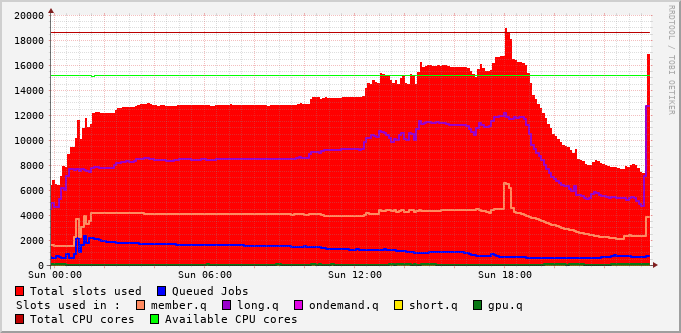 20000
18000
16000
14000
12000
10000
8000
6000
4000
2000
0
Sun 00:00 Sun 06:00 Sun 12:00 Sun 18:00
RRDTOOL / TOBI OETIKER
Total slots used Queued Jobs
Slots used in : member.q long.q ondemand.q short.q gpu.q
Total CPU cores Available CPU cores